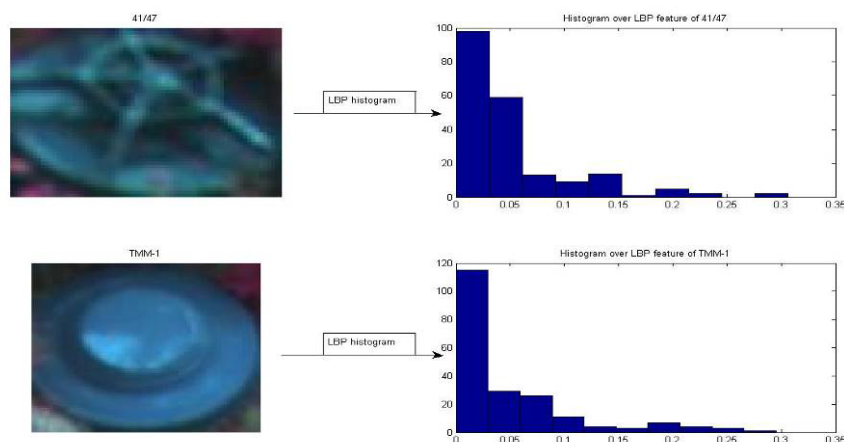 41/47
Histogram over LBP feature of 41/47
LBP histogram
100
80
60
40
20
0
0 0.05 0.1 0.15 0.2 0.25 0.3 0.35
TMM-1
Histogram over LBP feature of TMM-1
LBP histogram
120
100
80
60
40
20
0
0 0.05 0.1 0.15 0.2 0.25 0.3 0.35